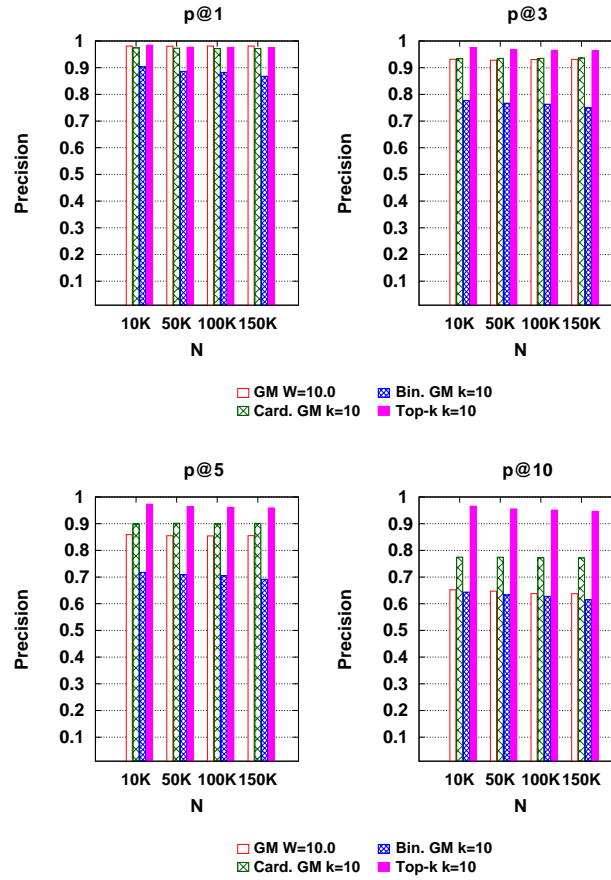 p@1
p@3
1
0.9
0.8
0.7
0.6
0.5
0.4
0.3
0.2
0.1
Precision
10K 50K 100K 150K
N
1
0.9
0.8
0.7
0.6
0.5
0.4
0.3
0.2
0.1
Precision
10K 50K 100K 150K
N
GM W=10.0
Card. GM k=10
Bin. GM k=10
Top-k k=10
p@5
p@10
1
0.9
0.8
0.7
0.6
0.5
0.4
0.3
0.2
0.1
Precision
10K 50K 100K 150K
N
1
0.9
0.8
0.7
0.6
0.5
0.4
0.3
0.2
0.1
Precision
10K 50K 100K 150K
N
GM W=10.0
Card. GM k=10
Bin. GM k=10
Top-k k=10